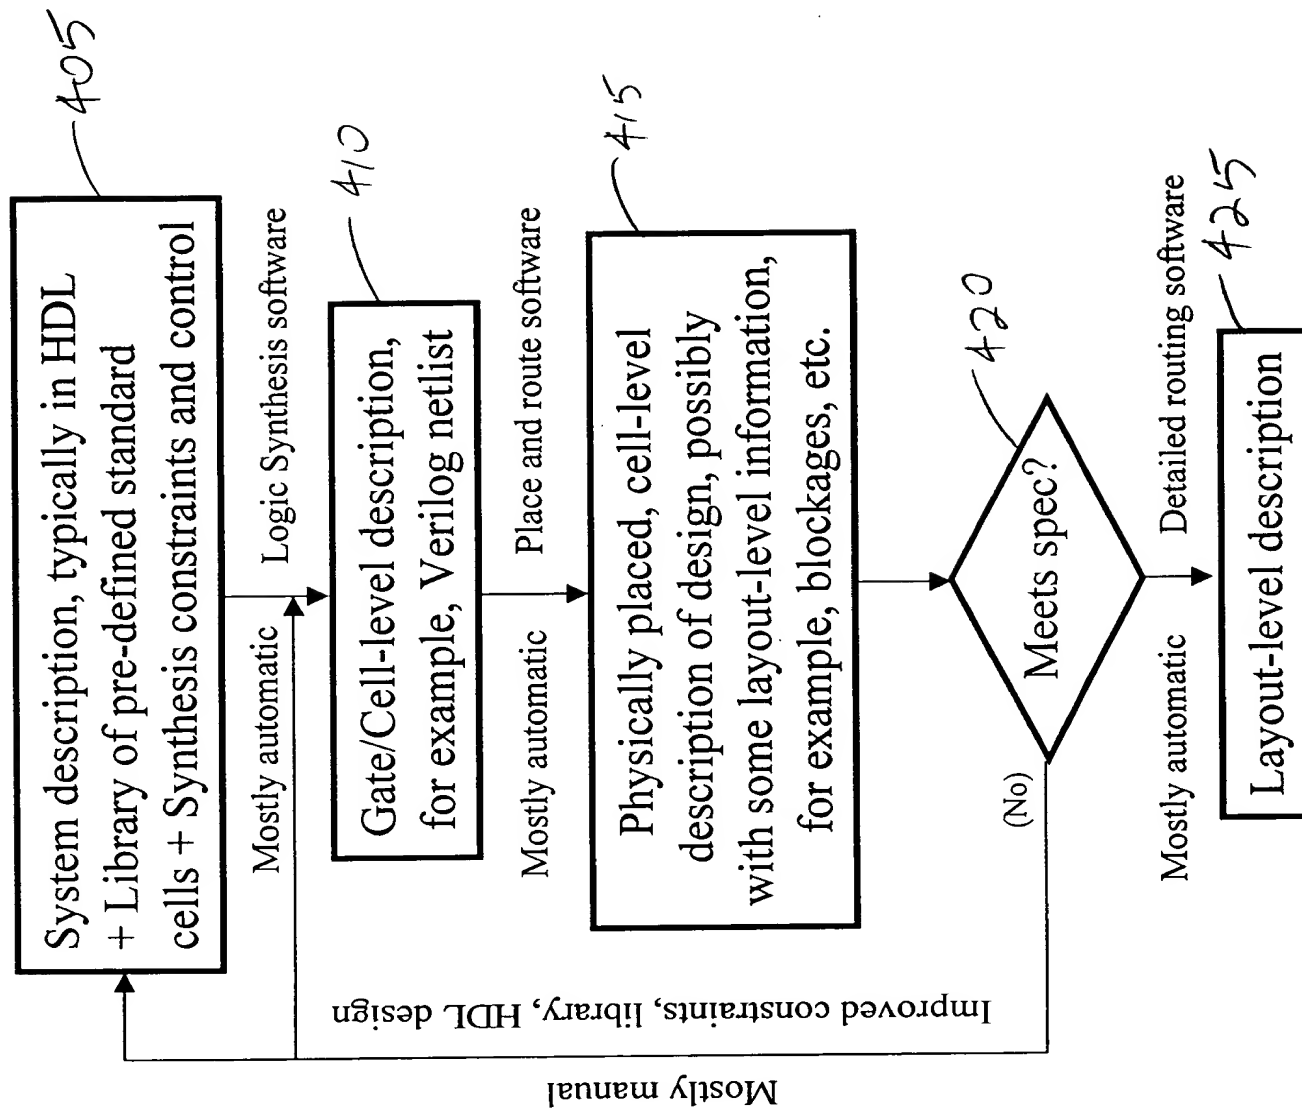 System description, typically in HDL
+ Library of pre-defined standard
cells + Synthesis constraints and control
405
Mostly automatic
Logic Synthesis software
Gate/Cell-level description,
for example, Verilog netlist
410
Mostly automatic
Place and route software
Physically placed, cell-level
description of design, possibly
with some layout-level information,
for example, blockages, etc.
415
Meets spec?
420
(No)
Improved constraints, library, HDL design
Mostly manual
Mostly automatic
Detailed routing software
Layout-level description
425